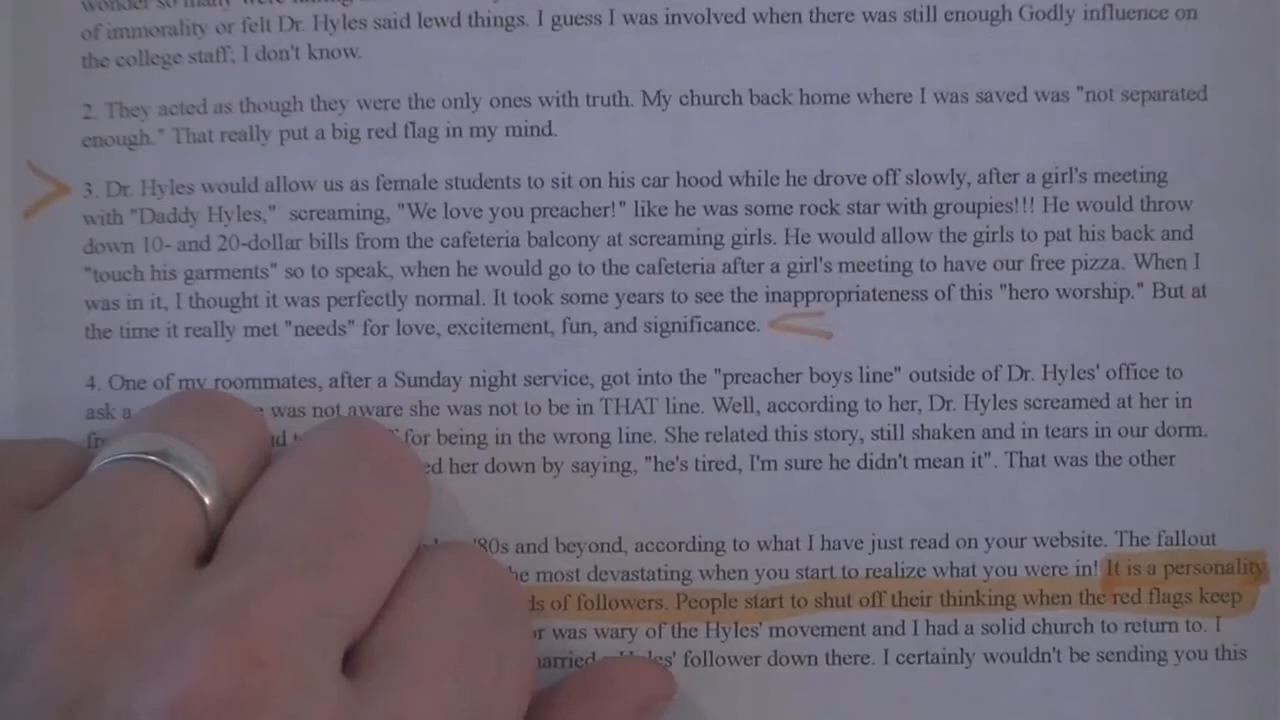 of immorality or felt Dr. Hyles said lewd things. I guess I was involved when there was still enough Godly influence on
the college staff; I don't know.
2. They acted as though they were the only ones with truth. My church back home where I was saved was "not separated
enough." That really put a big red flag in my mind.
3. Dr. Hyles would allow us as female students to sit on his car hood while he drove off slowly, after a girl's meeting
with "Daddy Hyles," screaming, "We love you preacher!" like he was some rock star with groupies!!! He would throw
down 10- and 20-dollar bills from the cafeteria balcony at screaming girls. He would allow the girls to pat his back and
"touch his garments" so to speak, when he would go to the cafeteria after a girl's meeting to have our free pizza. When I
was in it, I thought it was perfectly normal. It took some years to see the inappropriateness of this "hero worship." But at
the time it really met "needs" for love, excitement, fun, and significance.
4. One of my roommates, after a Sunday night service, got into the "preacher boys line" outside of Dr. Hyles' office to
ask a was not aware she was not to be in THAT line. Well, according to her, Dr. Hyles screamed at her in
for being in the wrong line. She related this story, still shaken and in tears in our dorm.
her down by saying, "he's tired, I'm sure he didn't mean it". That was the other
'80s and beyond, according to what I have just read on your website. The fallout
most devastating when you start to realize what you were in! It is a personality
of followers. People start to shut off their thinking when the red flags keep
was wary of the Hyles' movement and I had a solid church to return to. I
follower down there. I certainly wouldn't be sending you this